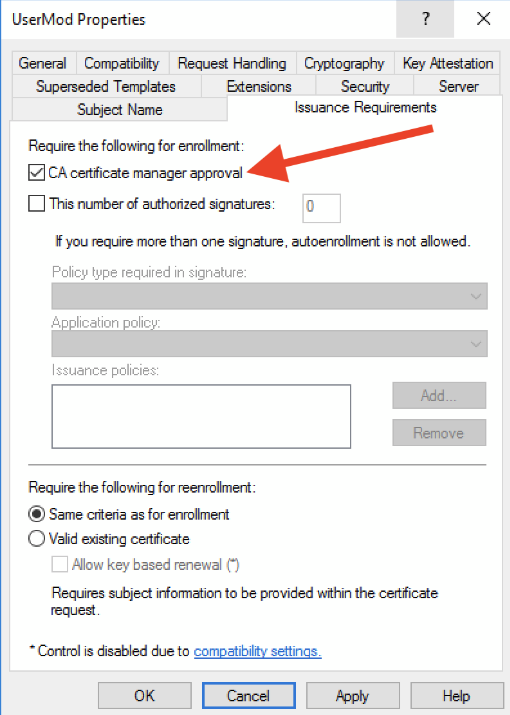 UserMod Properties
?
General
Compatibility
Request Handling
Cryptography
Key Attestation
Superseded Templates
Extensions
Security
Server
Subject Name
Issuance Requirements
Require the following for enrollment:
CA certificate manager approval
This number of authorized signatures:
0
If you require more than one signature, autoenrollment is not allowed.
Policy type required in signature:
Application policy:
Issuance policies:
Add...
Remove
Require the following for reenrollment:
Same criteria as for enrollment
Valid existing certificate
Allow key based renewal (*)
Requires subject information to be provided within the certificate
request.
* Control is disabled due to compatibility settings.
OK
Cancel
Apply
Help